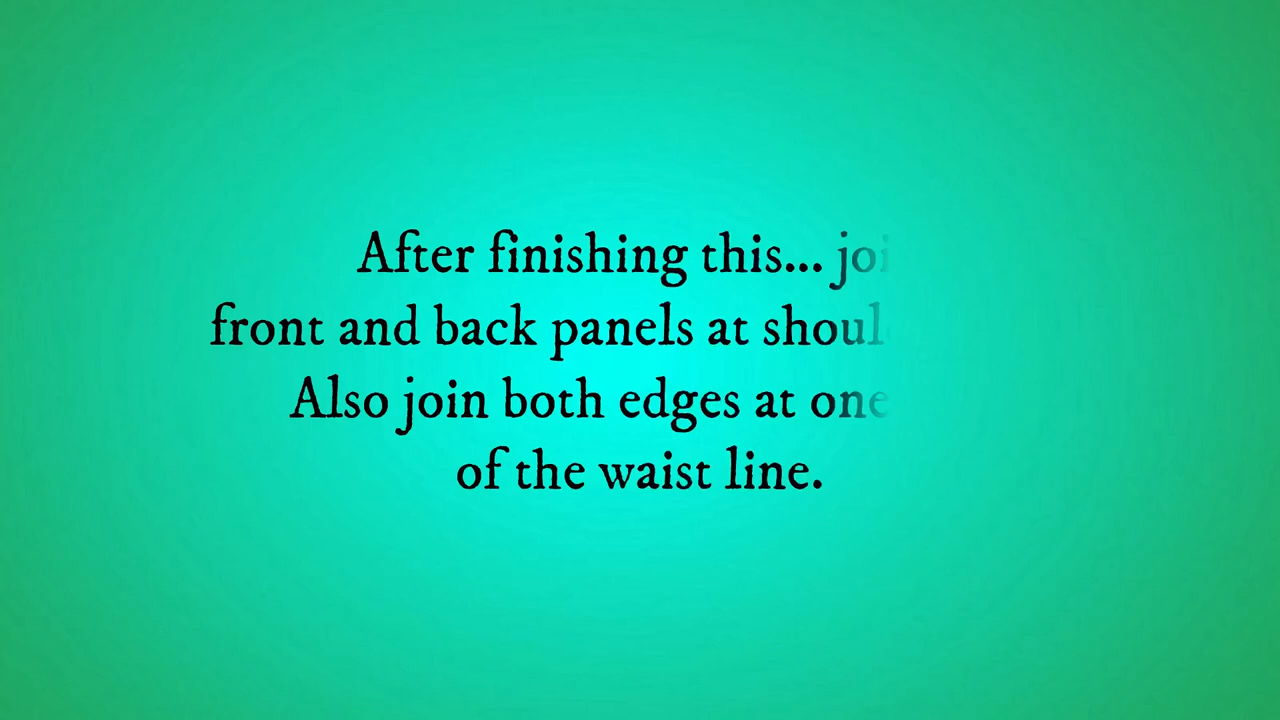 After finishing this...
front and back panels at
Also join both edges at one
of the waist line.